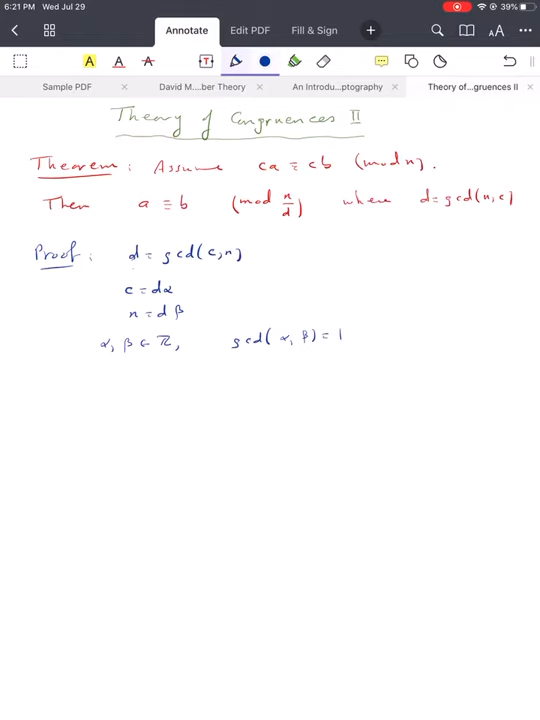 6:21 PM Wed Jul 29 39%
Annotate Edit PDF Fill & Sign
Sample PDF David M....ber Theory An Introdu...ptography Theory of...gruences II
Theory of Congruences II
Theorem: Assume ca ≡ cb (mod n).
Then a ≡ b (mod n/d) where d = gcd(n, c)
Proof: d = gcd(c, n)
c = dα
n = d β
α, β ∈ ℤ, gcd(α, β) = 1